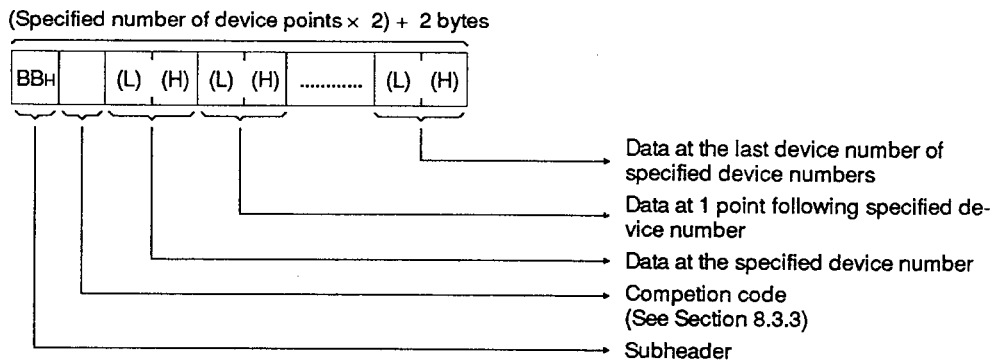 (Specified number of device points × 2) + 2 bytes
BBH (L) (H) (L) (H) ............ (L) (H)
Data at the last device number of
specified device numbers
Data at 1 point following specified de-
vice number
Data at the specified device number
Competion code
(See Section 8.3.3)
Subheader